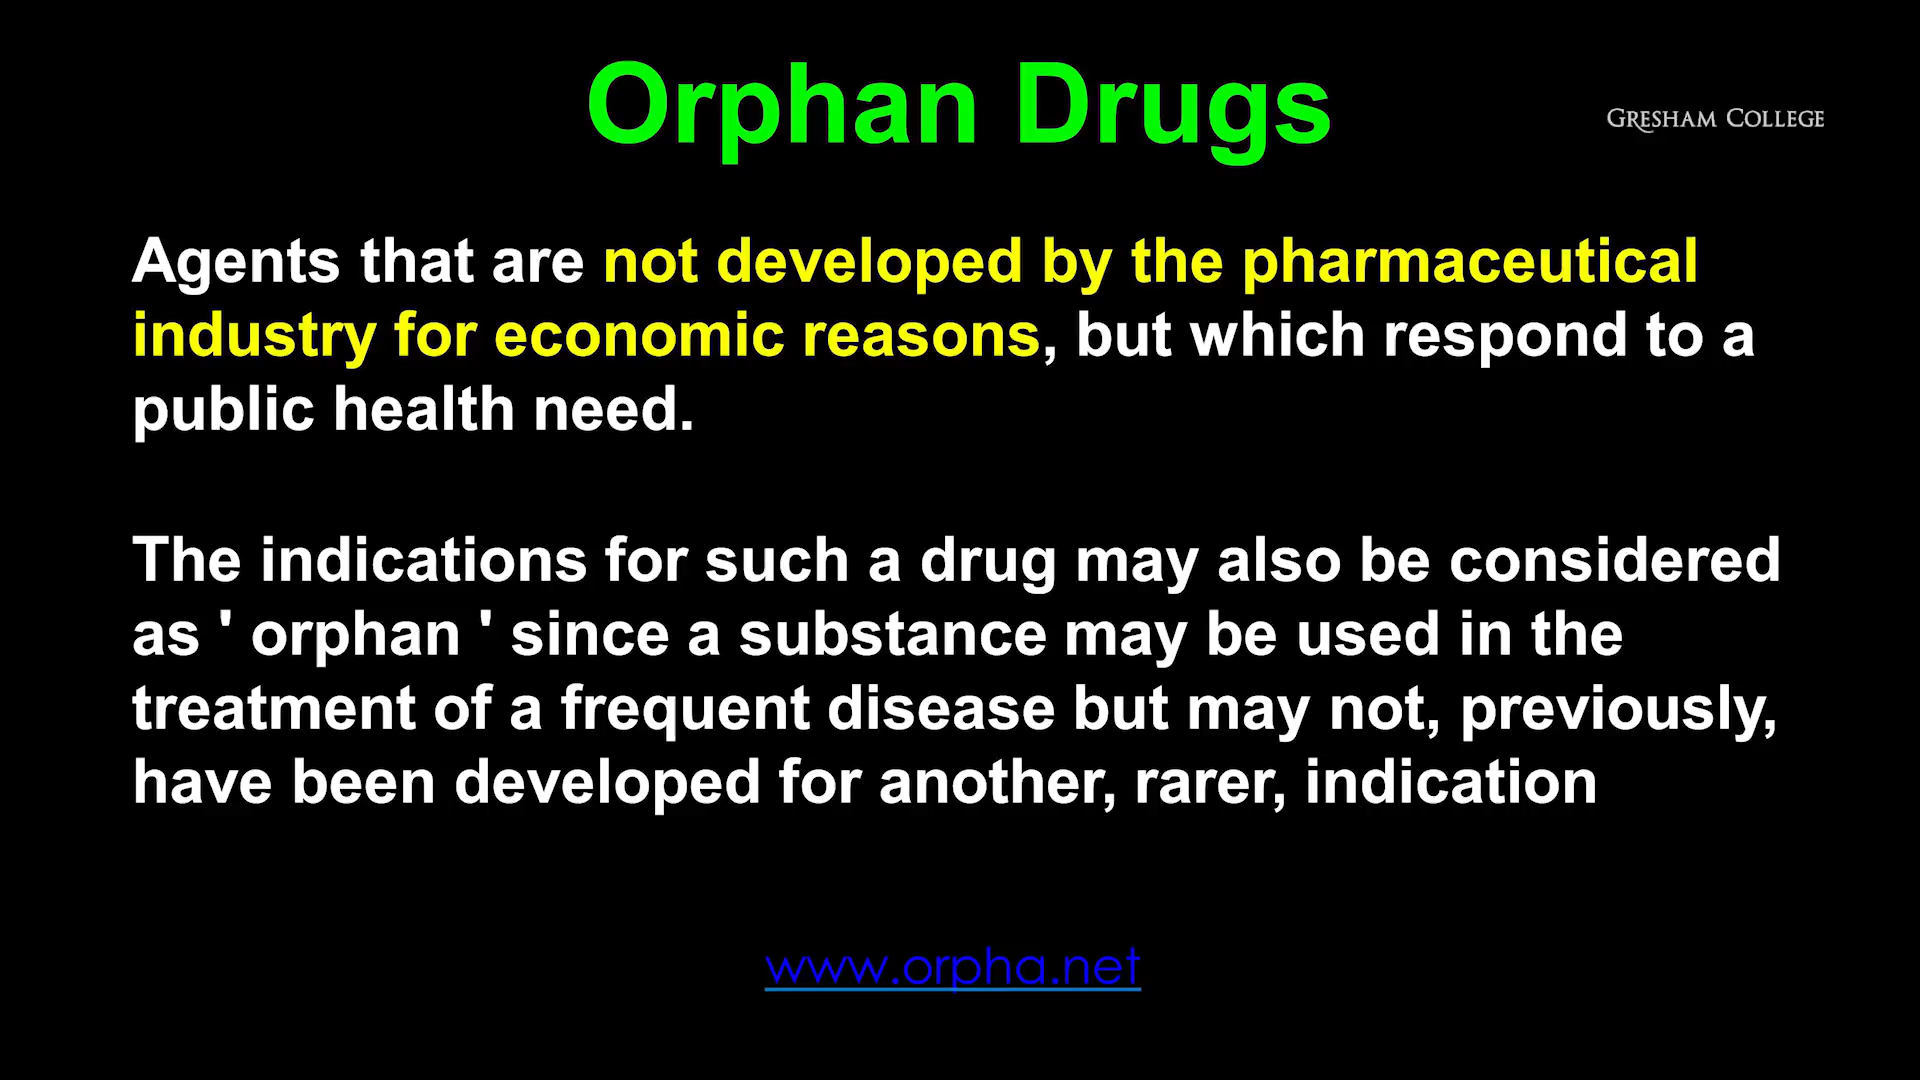 Orphan Drugs
GRESHAM COLLEGE
Agents that are not developed by the pharmaceutical
industry for economic reasons, but which respond to a
public health need.
The indications for such a drug may also be considered
as ' orphan ' since a substance may be used in the
treatment of a frequent disease but may not, previously,
have been developed for another, rarer, indication
www.orpha.net